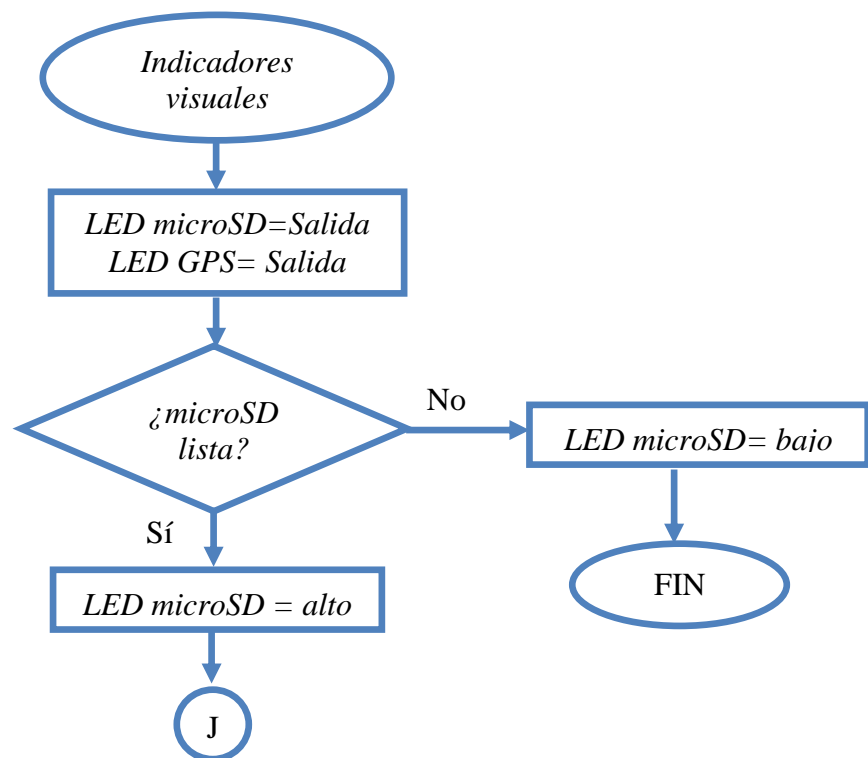 Indicadores
visuales
LED microSD=Salida
LED GPS= Salida
¿microSD
lista?
No
LED microSD= bajo
Sí
FIN
LED microSD = alto
J